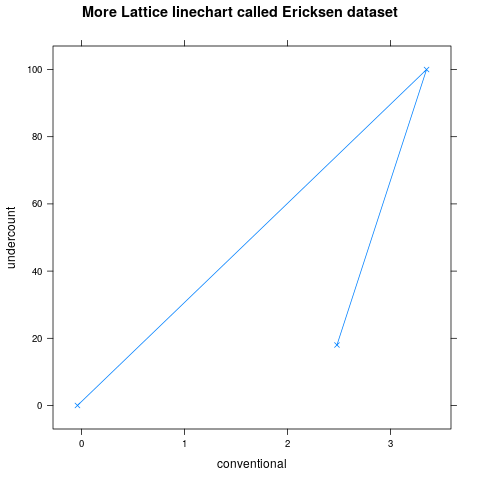 More Lattice linechart called Ericksen dataset
100
80
60
40
20
0
undercount
0 1 2 3
conventional